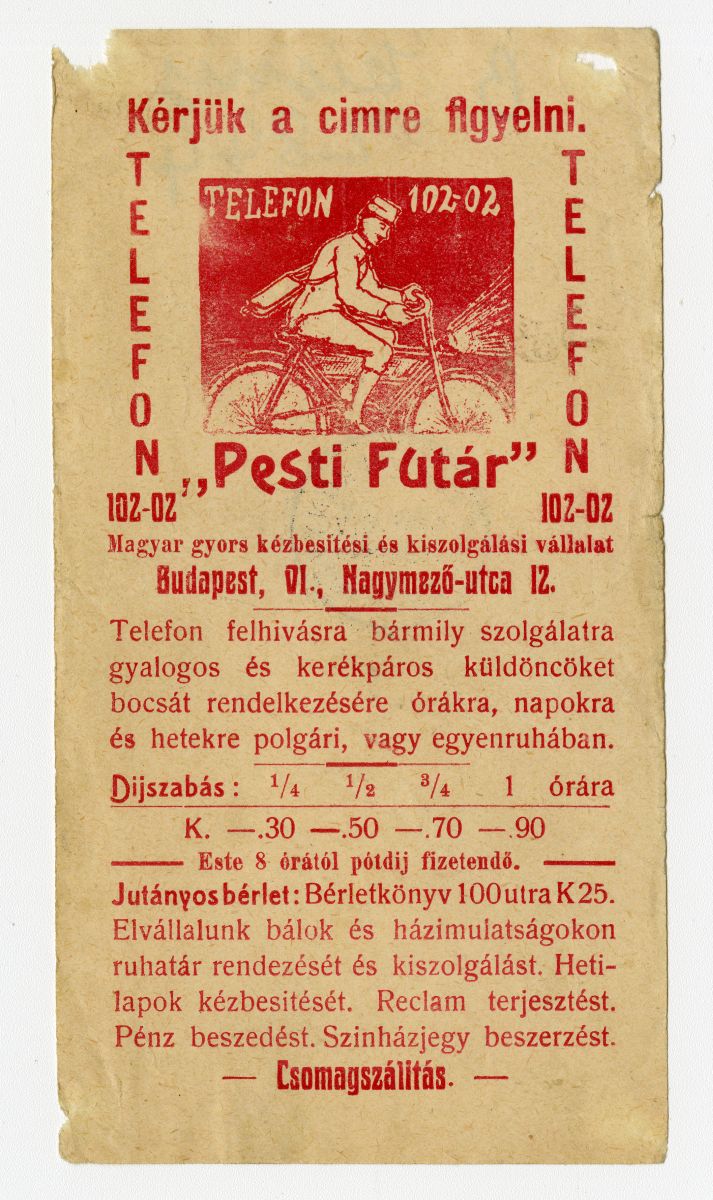 Kérjük a cimre figyelni.
TELEFON
TELEFON
TELEFON 102-02
„Pesti Futár”
102-02
102-02
Magyar gyors kézbesitési és kiszolgálási vállalat
Budapest, VI., Nagymező-utca 12.
Telefon felhivásra bármily szolgálatra
gyalogos és kerékpáros küldöncöket
bocsát rendelkezésére órákra, napokra
és hetekre polgári, vagy egyenruhában.
Dijszabás: 1/4 1/2 3/4 1 órára
K. —.30 —.50 —.70 —.90
Este 8 órától pótdij fizetendő.
Jutányos bérlet: Bérletkönyv 100 utra K 25.
Elvállalunk bálok és házimulatságokon
ruhatár rendezését és kiszolgálást. Heti-
lapok kézbesitését. Reclam terjesztést.
Pénz beszedést. Szinházjegy beszerzést.
— Csomagszálitás. —